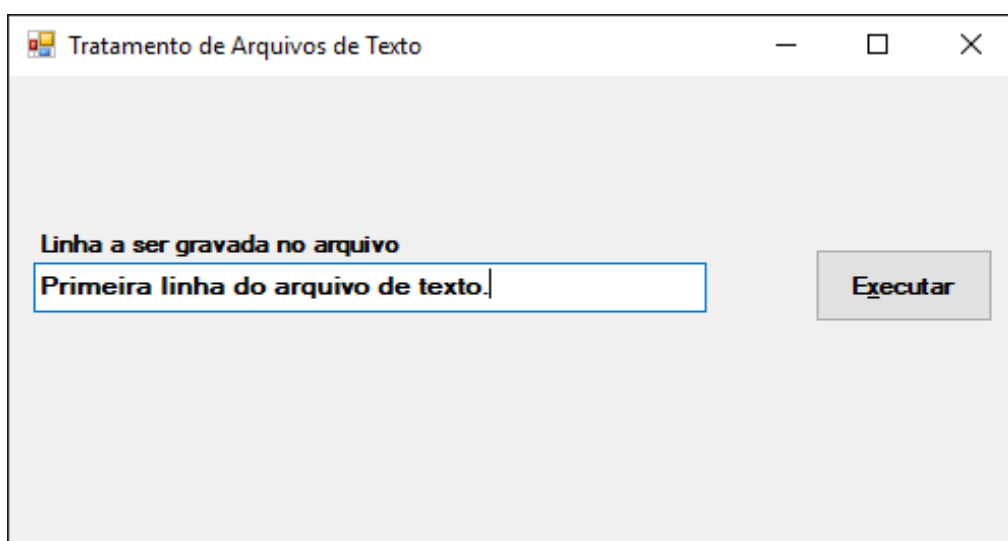 Tratamento de Arquivos de Texto
Linha a ser gravada no arquivo
Primeira linha do arquivo de texto.
Executar